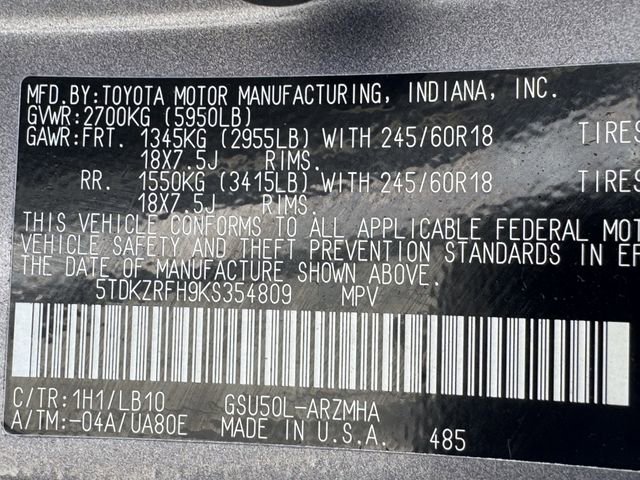 MFD.BY:TOYOTA MOTOR MANUFACTURING, INDIANA, INC.
GVWR:2700KG (5950LB)
GAWR:FRT. 1345KG (2955LB) WITH 245/60R18 TIRES
18X7.5J RIMS.
RR. 1550KG (3415LB) WITH 245/60R18 TIRES
18X7.5J RIMS.
THIS VEHICLE CONFORMS TO ALL APPLICABLE FEDERAL MOT
VEHICLE SAFETY AND THEFT PREVENTION STANDARDS IN EF
THE DATE OF MANUFACTURE SHOWN ABOVE.
5TDKZRFH9KS354809 MPV
C/TR:1H1/LB10 GSU50L-ARZMHA
A/TM:-04A/UA80E MADE IN U.S.A. 485